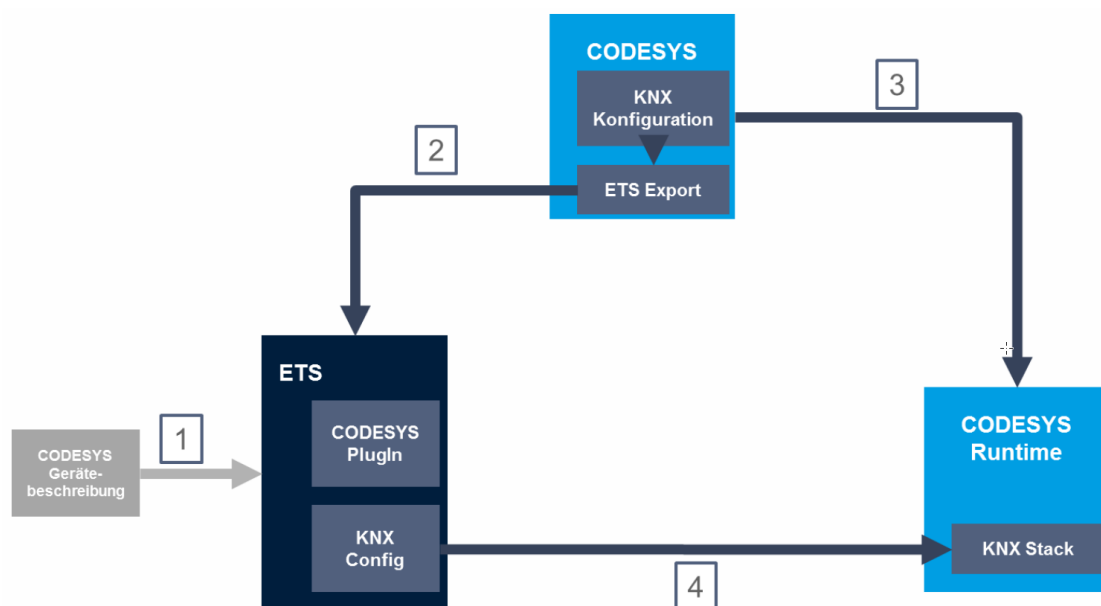 CODESYS
KNX
Konfiguration
3
2
ETS Export
ETS
1
CODESYS
Geräte-
beschreibung
CODESYS
PlugIn
CODESYS
Runtime
KNX
Config
KNX Stack
4